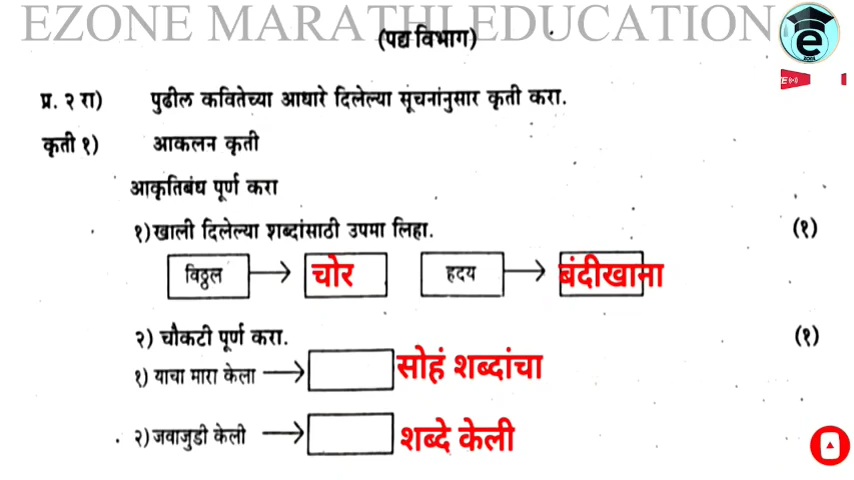 EZONE MARATHI EDUCATION
(पद्य विभाग)
प्र. २ रा) पुढील कवितेच्या आधारे दिलेल्या सूचनांनुसार कृती करा.
कृती १) आकलन कृती
आकृतिबंध पूर्ण करा
१) खाली दिलेल्या शब्दांसाठी उपमा लिहा. (१)
विठ्ठल चोर हृदय बंदीखाना
२) चौकटी पूर्ण करा. (१)
१) याचा मारा केला सोहं शब्दांचा
२) जवाजुडी केली शब्दे केली